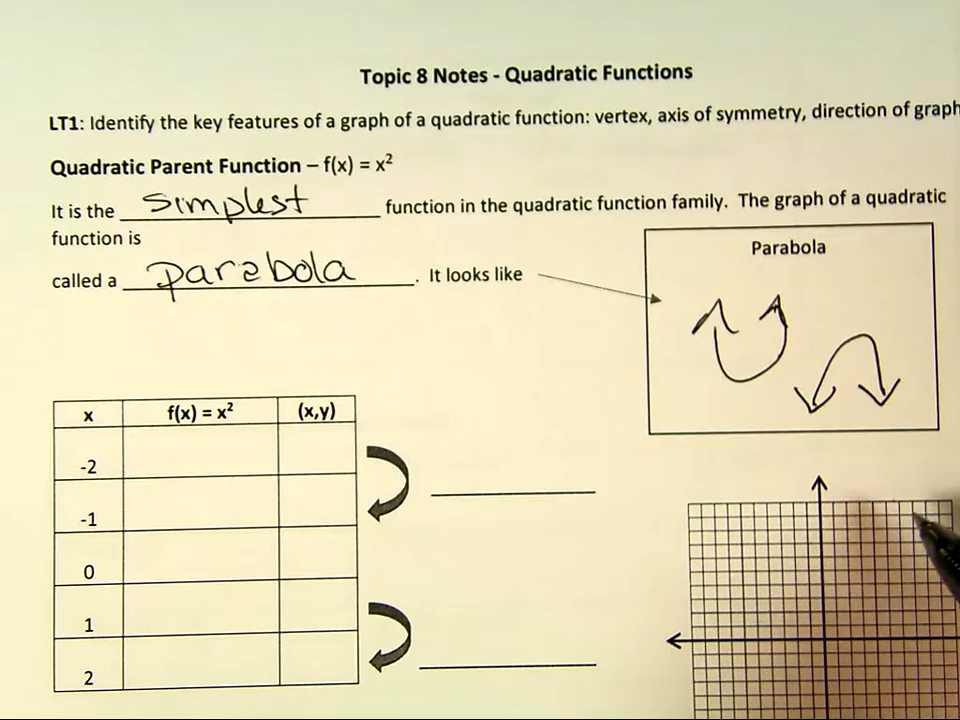 Topic 8 Notes - Quadratic Functions
LT1: Identify the key features of a graph of a quadratic function: vertex, axis of symmetry, direction of graph
Quadratic Parent Function – f(x) = x²
It is the simplest function in the quadratic function family. The graph of a quadratic
function is
called a parabola. It looks like
Parabola
x f(x) = x² (x,y)
-2
-1
0
1
2